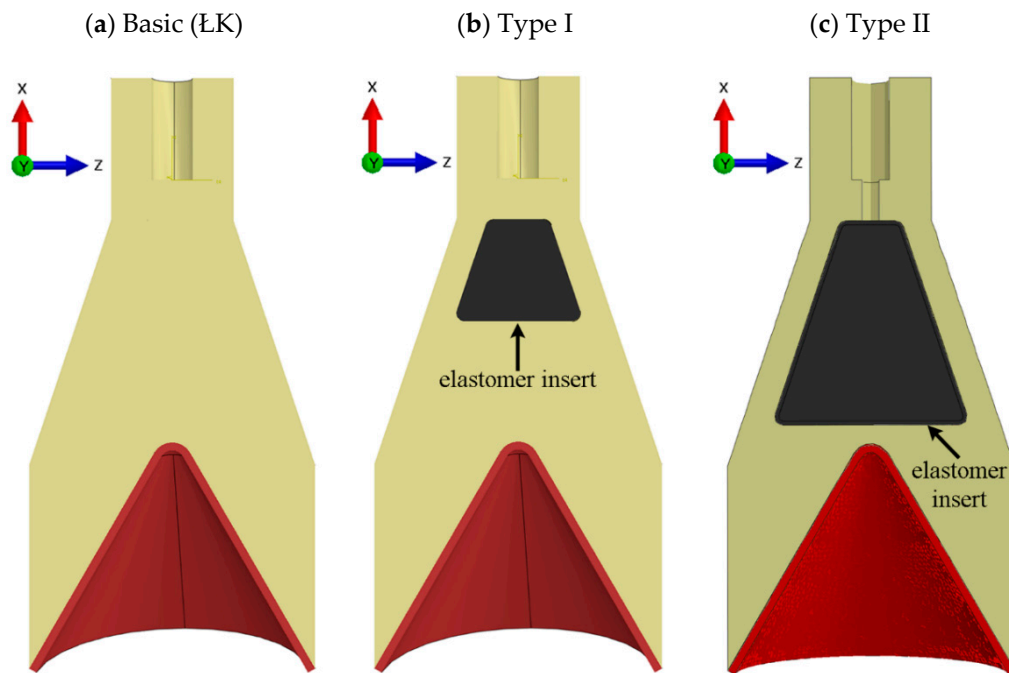 (a) Basic (ŁK)
(b) Type I
(c) Type II
X
Y
Z
X
Y
Z
X
Y
Z
elastomer insert
elastomer
insert